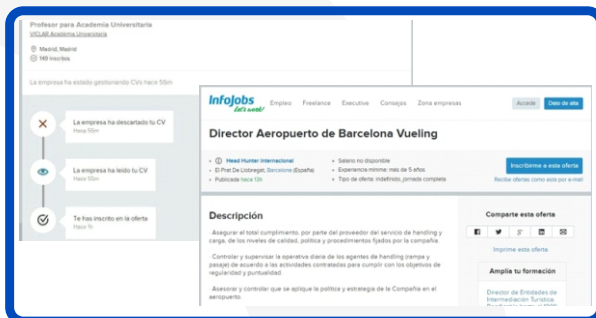 Profesor para Academia Universitaria
VICLAR Academia Universitaria
Madrid, Madrid
149 inscritos
La empresa ha estado gestionando CVs hace 55m
La empresa ha descartado tu CV
Hace 55m
La empresa ha leído tu CV
Hace 55m
Te has inscrito en la oferta
Hace 1h
InfoJobs
Let's work!
Empleo Freelance Executive Consejos Zona empresas
Accede Date de alta
Director Aeropuerto de Barcelona Vueling
Head Hunter Internacional
El Prat De Llobregat, Barcelona (España)
Publicada hace 13h
Salario no disponible
Experiencia mínima: más de 5 años
Tipo de oferta: indefinido, jornada completa
Inscribirme a esta oferta
Recibe ofertas como esta por e-mail
Descripción
-Asegurar el total cumplimiento, por parte del proveedor del servicio de handling y
carga, de los niveles de calidad, política y procedimientos fijados por la compañía.
-Controlar y supervisar la operativa diaria de los agentes de handling (rampa y
pasaje) de acuerdo a las actividades contratadas para cumplir con los objetivos de
regularidad y puntualidad.
-Asesorar y controlar que se aplique la política y estrategia de la Compañía en el
aeropuerto.
Comparte esta oferta
Imprime esta oferta
Amplía tu formación
Director de Entidades de
Intermediación Turística